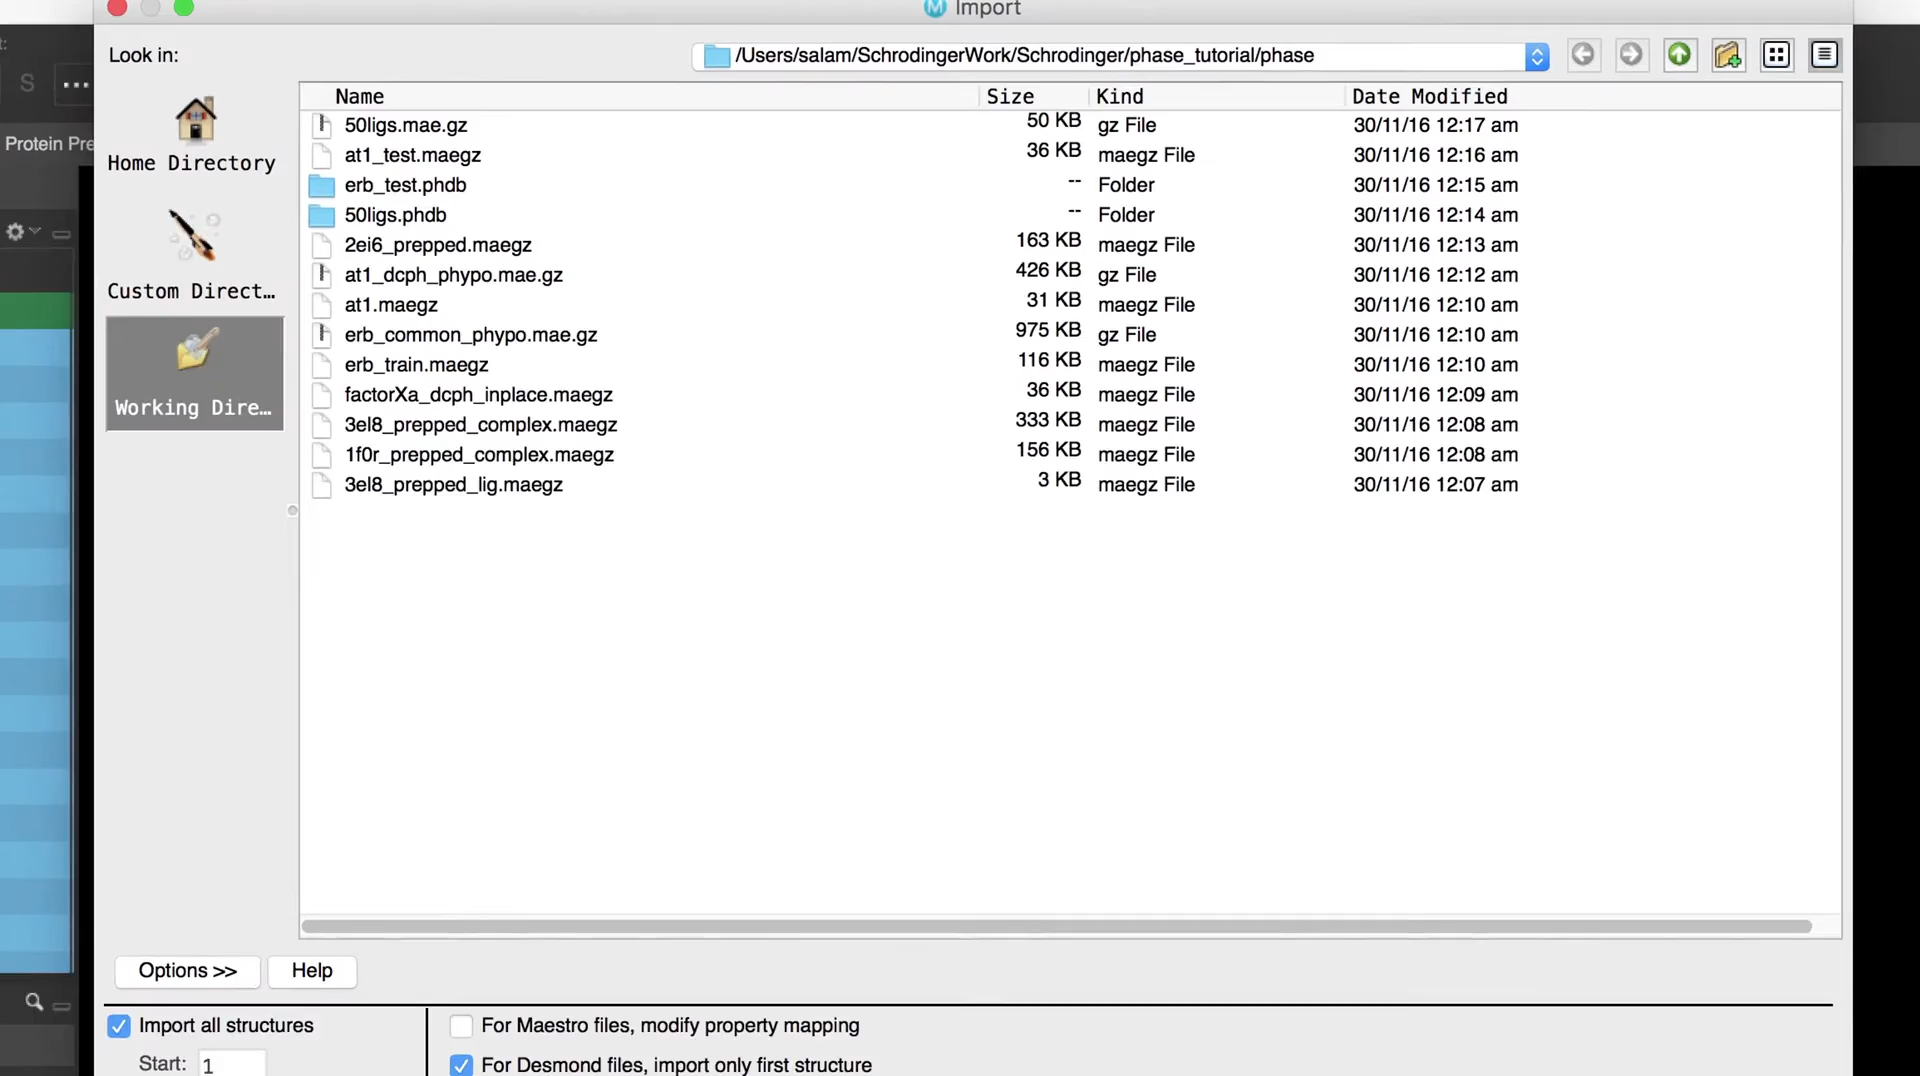 Import
Look in:
/Users/salam/SchrodingerWork/Schrodinger/phase_tutorial/phase
S
Protein Pre
Home Directory
Custom Direct...
Working Dire...
Name Size Kind Date Modified
50ligs.mae.gz 50 KB gz File 30/11/16 12:17 am
at1_test.maegz 36 KB maegz File 30/11/16 12:16 am
erb_test.phdb -- Folder 30/11/16 12:15 am
50ligs.phdb -- Folder 30/11/16 12:14 am
2ei6_prepped.maegz 163 KB maegz File 30/11/16 12:13 am
at1_dcph_phypo.mae.gz 426 KB gz File 30/11/16 12:12 am
at1.maegz 31 KB maegz File 30/11/16 12:10 am
erb_common_phypo.mae.gz 975 KB gz File 30/11/16 12:10 am
erb_train.maegz 116 KB maegz File 30/11/16 12:10 am
factorXa_dcph_inplace.maegz 36 KB maegz File 30/11/16 12:09 am
3el8_prepped_complex.maegz 333 KB maegz File 30/11/16 12:08 am
1f0r_prepped_complex.maegz 156 KB maegz File 30/11/16 12:08 am
3el8_prepped_lig.maegz 3 KB maegz File 30/11/16 12:07 am
Options >> Help
Import all structures
Start: 1
For Maestro files, modify property mapping
For Desmond files, import only first structure